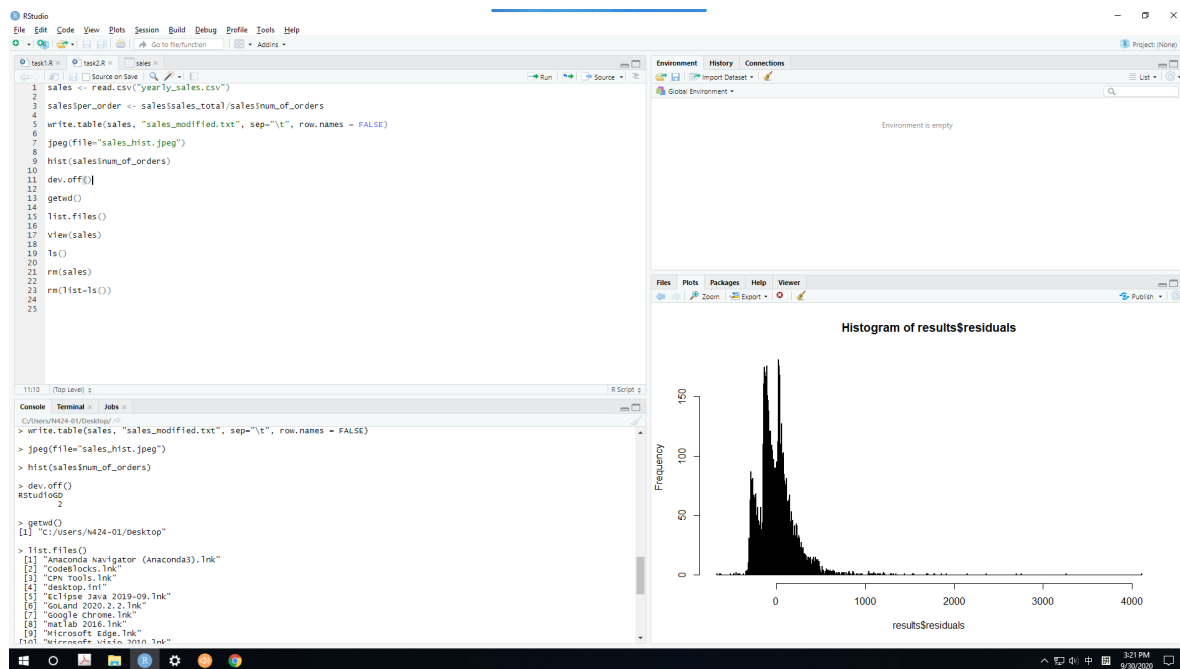 RStudio
File Edit Code View Plots Session Build Debug Profile Tools Help
Go to file/function Addins Project: (None)
task1.R task2.R sales
Source on Save Run Source
1 sales <- read.csv("yearly_sales.csv")
2
3 sales$per_order <- sales$sales_total/sales$num_of_orders
4
5 write.table(sales, "sales_modified.txt", sep="\t", row.names = FALSE)
6
7 jpeg(file="sales_hist.jpeg")
8
9 hist(sales$num_of_orders)
10
11 dev.off()
12
13 getwd()
14
15 list.files()
16
17 View(sales)
18
19 ls()
20
21 rm(sales)
22
23 rm(list=ls())
24
25
11:10 (Top Level) R Script
Console Terminal Jobs
C:/Users/N424-01/Desktop/
> write.table(sales, "sales_modified.txt", sep="\t", row.names = FALSE)
> jpeg(file="sales_hist.jpeg")
> hist(sales$num_of_orders)
> dev.off()
RStudioGD
2
> getwd()
[1] "C:/Users/N424-01/Desktop"
> list.files()
[1] "Anaconda Navigator (Anaconda3).lnk"
[2] "CodeBlocks.lnk"
[3] "CPN Tools.lnk"
[4] "desktop.ini"
[5] "Eclipse Java 2019-09.lnk"
[6] "GoLand 2020.2.2.lnk"
[7] "Google Chrome.lnk"
[8] "matlab 2016.lnk"
[9] "Microsoft Edge.lnk"
[10] "Microsoft Visio 2010.lnk"
Environment History Connections
Import Dataset List
Global Environment
Environment is empty
Files Plots Packages Help Viewer
Zoom Export Publish
Histogram of results$residuals
Frequency
150
100
50
0
0 1000 2000 3000 4000
results$residuals
中
3:21 PM
9/30/2020